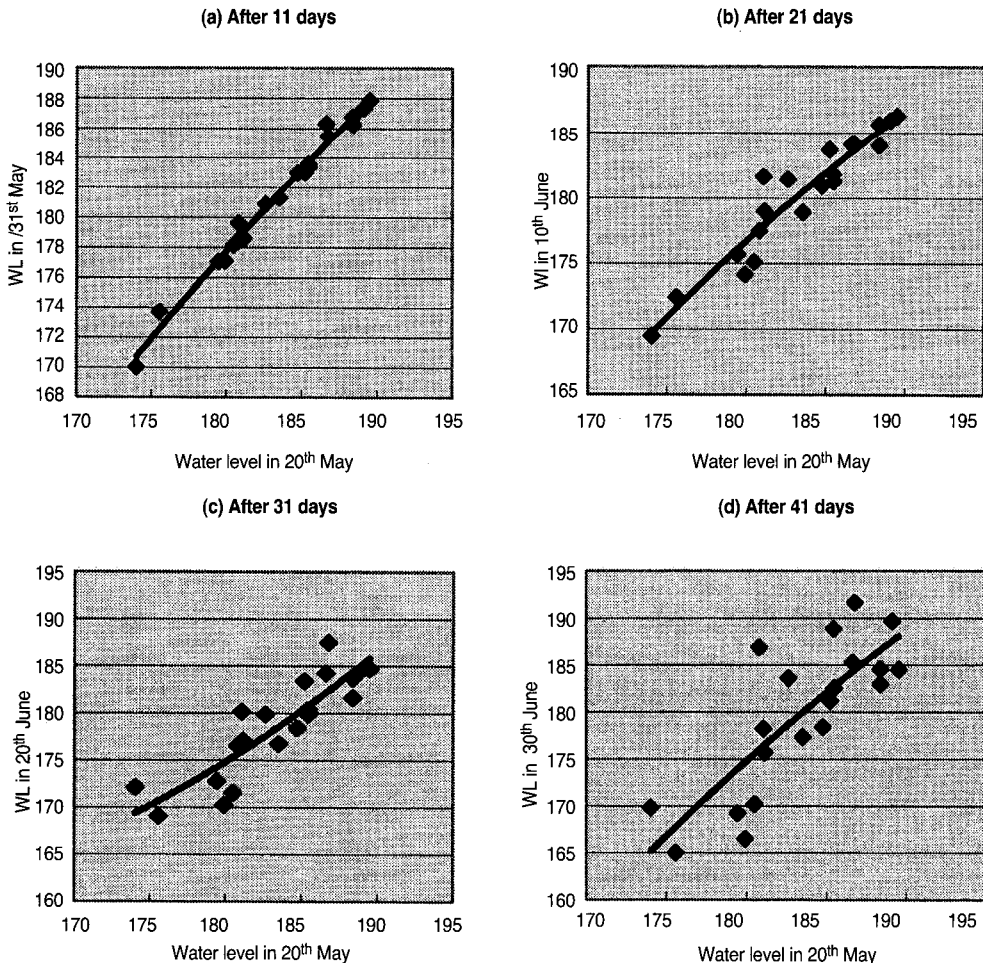 (a) After 11 days
190
188
186
184
182
180
178
176
174
172
170
168
170 175 180 185 190 195
WL in /31st May
Water level in 20th May
(b) After 21 days
190
185
180
175
170
165
170 175 180 185 190 195
Wl in 10th June
Water level in 20th May
(c) After 31 days
195
190
185
180
175
170
165
160
170 175 180 185 190 195
WL in 20th June
Water level in 20th May
(d) After 41 days
195
190
185
180
175
170
165
160
170 175 180 185 190 195
WL in 30th June
Water level in 20th May